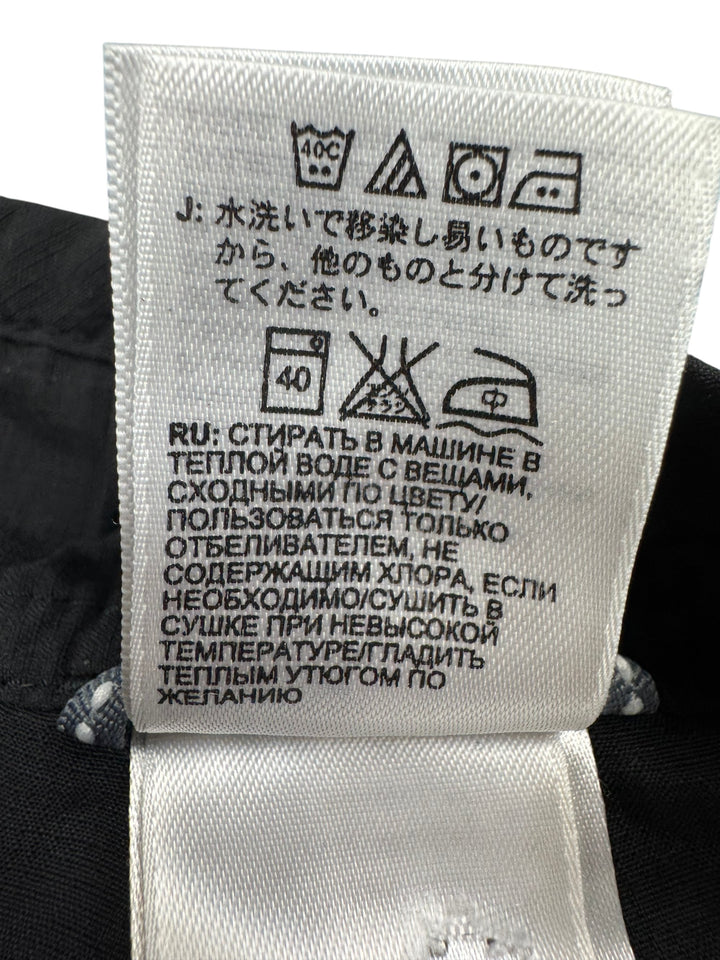 40C
J: 水洗いで移染し易いものです
から、他のものと分けて洗っ
てください。
40
エンソ
サラシ
中
RU: СТИРАТЬ В МАШИНЕ В
ТЕПЛОЙ ВОДЕ С ВЕЩАМИ,
СХОДНЫМИ ПО ЦВЕТУ/
ПОЛЬЗОВАТЬСЯ ТОЛЬКО
ОТБЕЛИВАТЕЛЕМ, НЕ
СОДЕРЖАЩИМ ХЛОРА, ЕСЛИ
НЕОБХОДИМО/СУШИТЬ В
СУШКЕ ПРИ НЕВЫСОКОЙ
ТЕМПЕРАТУРЕ/ГЛАДИТЬ
ТЕПЛЫМ УТЮГОМ ПО
ЖЕЛАНИЮ